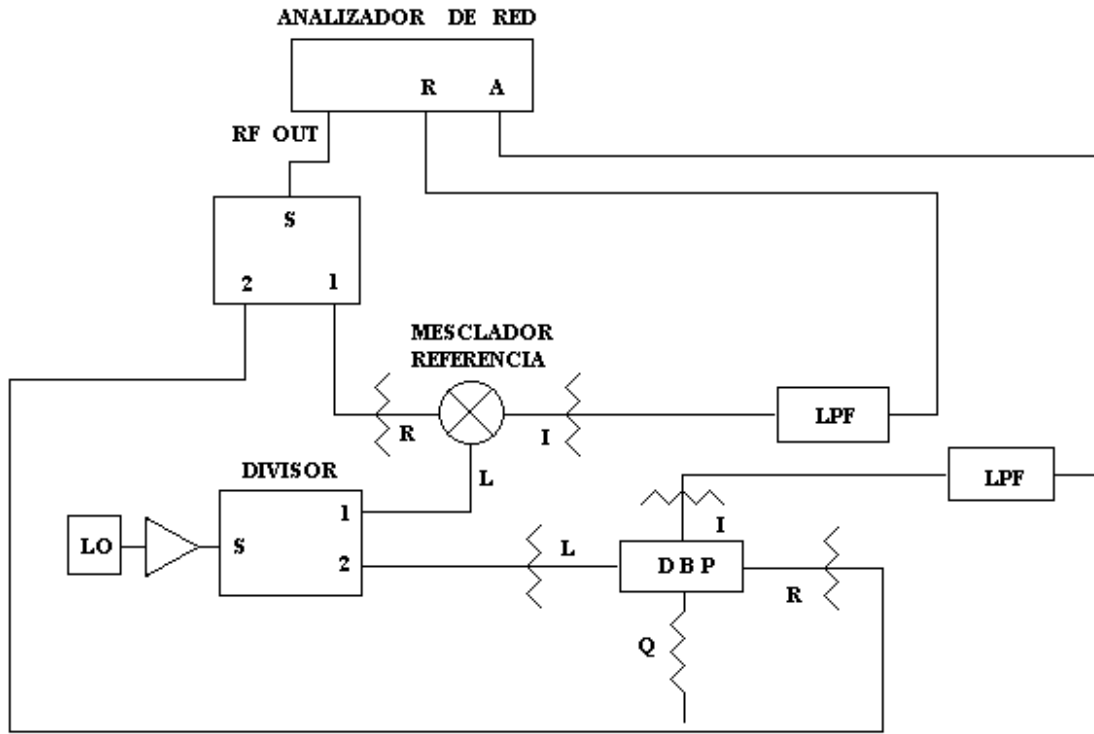 ANALIZADOR DE RED
R A
RF OUT
S
2 1
MESCLADOR
REFERENCIA
R
I
LPF
L
DIVISOR
LPF
1
LO
S
2
L
I
D B P
R
Q